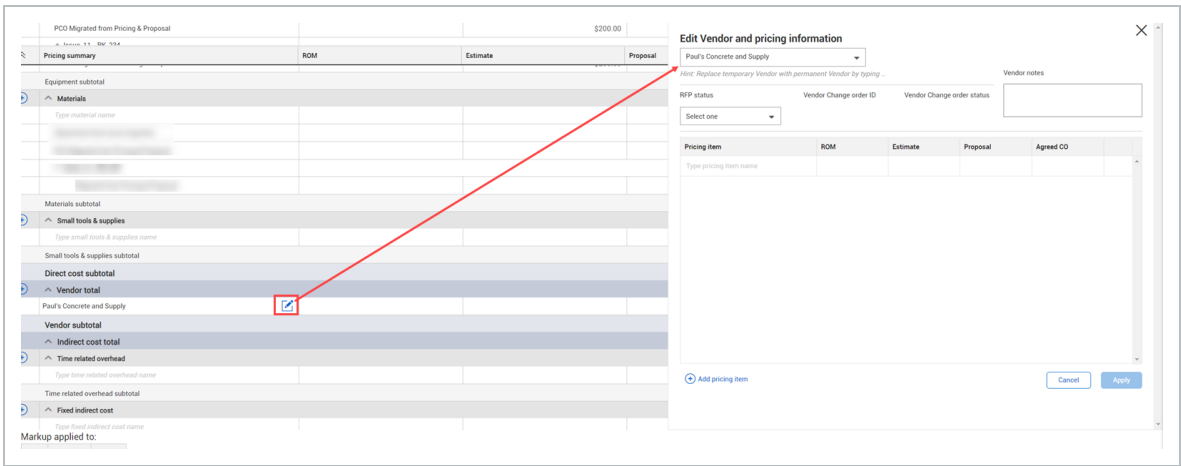 PCO Migrated from Pricing & Proposal
$200.00
Pricing summary
ROM
Estimate
Proposal
Equipment subtotal
Materials
Type material name
Materials subtotal
Small tools & supplies
Type small tools & supplies name
Small tools & supplies subtotal
Direct cost subtotal
Vendor total
Paul's Concrete and Supply
Vendor subtotal
Indirect cost total
Time related overhead
Type time related overhead name
Time related overhead subtotal
Fixed indirect cost
Type fixed indirect cost name
Markup applied to:
Edit Vendor and pricing information
Paul's Concrete and Supply
Hint: Replace temporary Vendor with permanent Vendor by typing ...
Vendor notes
RFP status
Vendor Change order ID
Vendor Change order status
Select one
Pricing item
ROM
Estimate
Proposal
Agreed CO
Type pricing item name
Add pricing item
Cancel
Apply